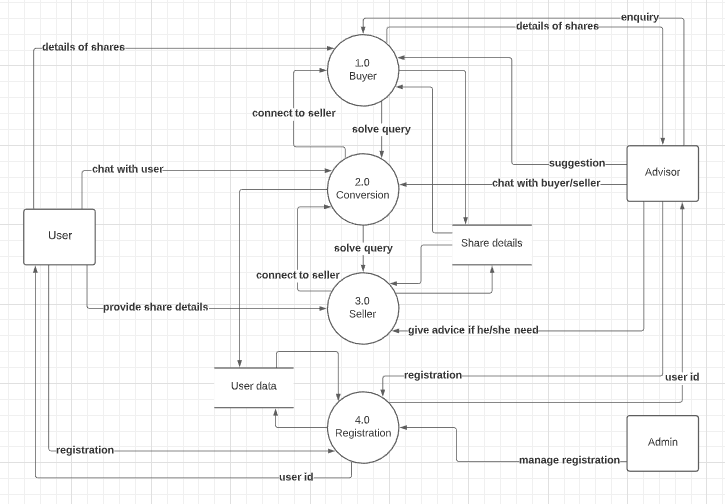 enquiry
details of shares
details of shares
1.0
Buyer
connect to seller
solve query
suggestion
chat with user
Advisor
2.0
Conversion
chat with buyer/seller
User
solve query
Share details
connect to seller
provide share details
3.0
Seller
give advice if he/she need
registration
user id
User data
4.0
Registration
Admin
registration
manage registration
user id